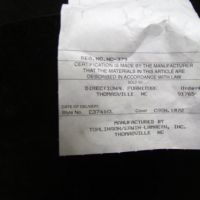 REG.NO.NC-379
CERTIFICATION IS MADE BY THE MANUFACTURER
THAT THE MATERIALS IN THIS ARTICLE ARE
DESCRIBED IN ACCORDANCE WITH LAW
SOLD TO
DIRECTIONAL FURNITURE
THOMASVILLE NC
DATE OF DELIVERY
Style No. Cover
MANUFACTURED BY
TOMLINSON/ERWIN-LAMBETH, INC.
THOMASVILLE, NC